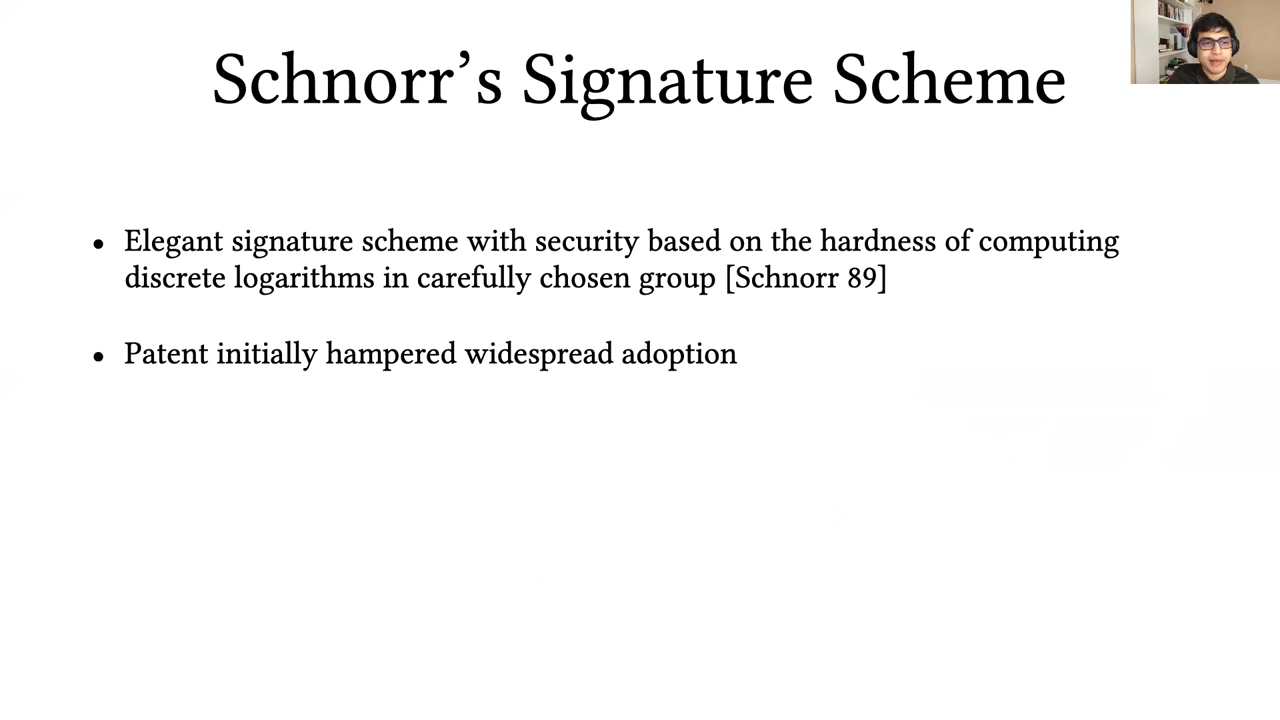 Schnorr’s Signature Scheme
• Elegant signature scheme with security based on the hardness of computing
discrete logarithms in carefully chosen group [Schnorr 89]
• Patent initially hampered widespread adoption